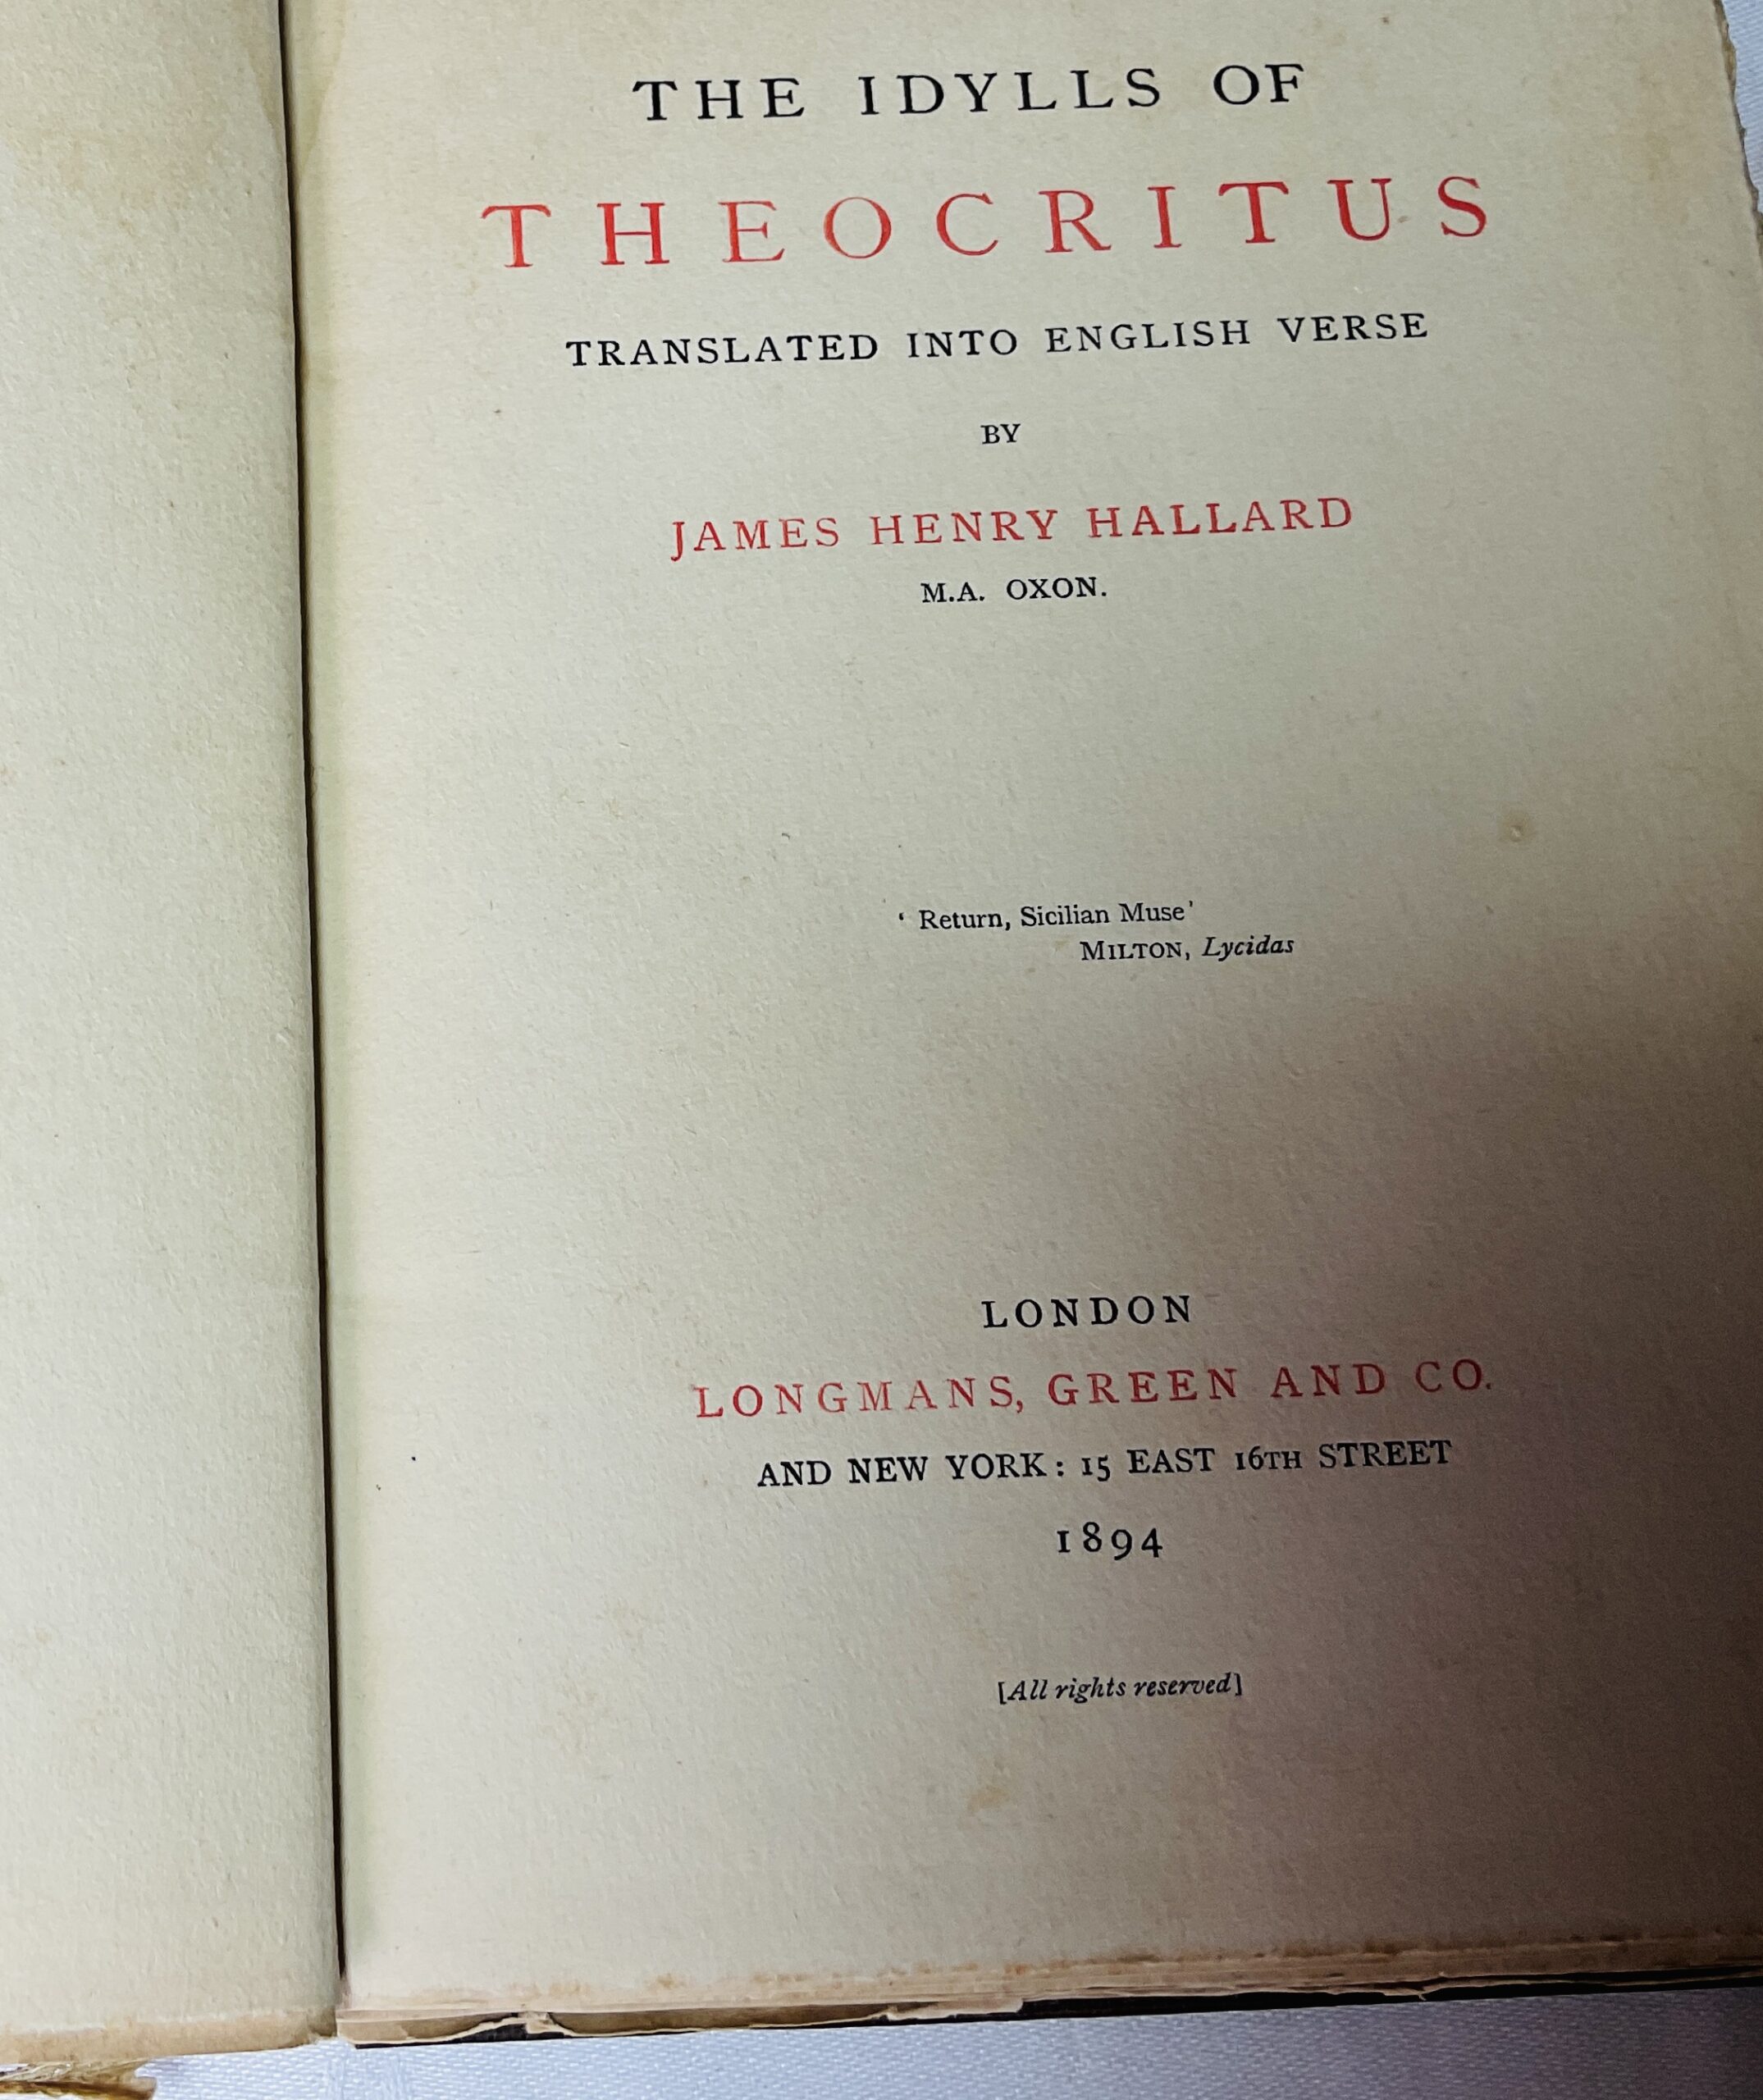 THE IDYLLS OF
THEOCRITUS
TRANSLATED INTO ENGLISH VERSE
BY
JAMES HENRY HALLARD
M.A. OXON.
‘ Return, Sicilian Muse’
MILTON, Lycidas
LONDON
LONGMANS, GREEN AND CO.
AND NEW YORK: 15 EAST 16TH STREET
1894
[All rights reserved]